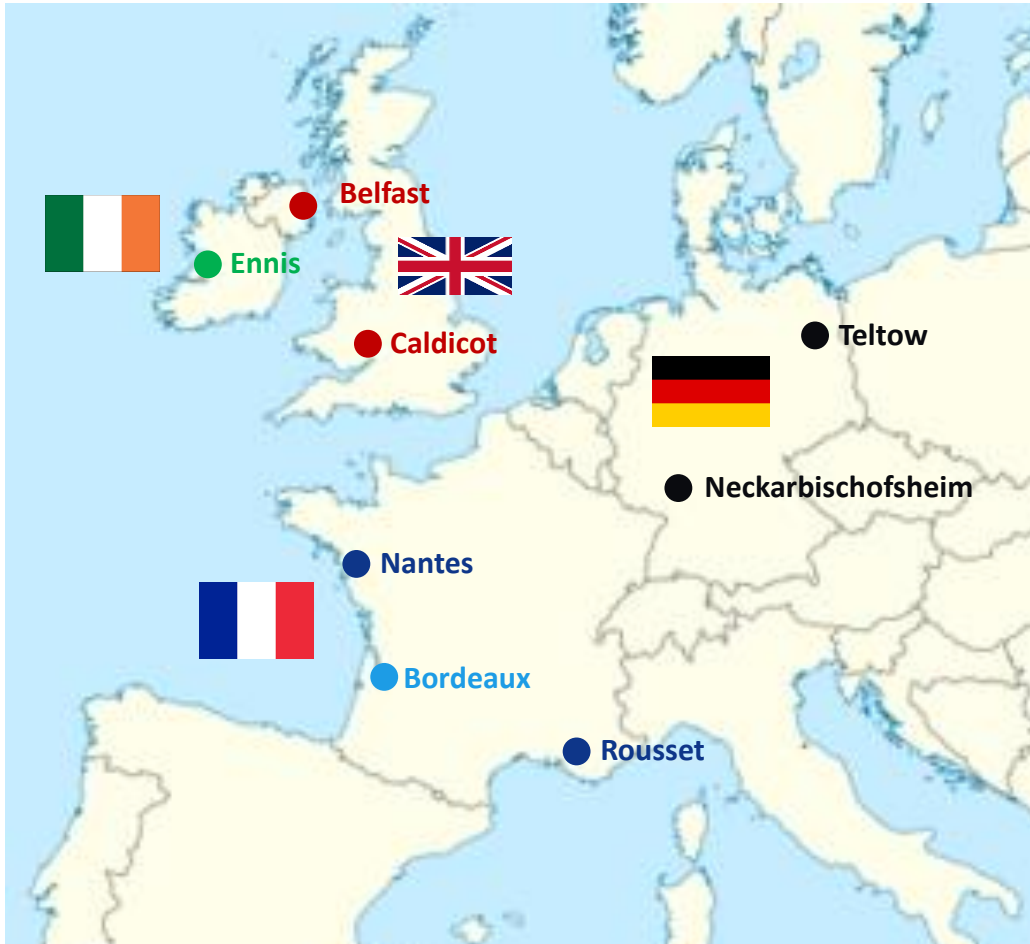 Belfast
Ennis
Caldicot
Teltow
Neckarbischofsheim
Nantes
Bordeaux
Rousset